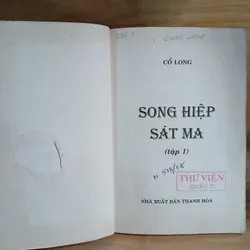 CỔ LONG
SONG HIỆP
SÁT MA
(tập 1)
THƯ VIỆN
NHÀ XUẤT BẢN THANH HÓA